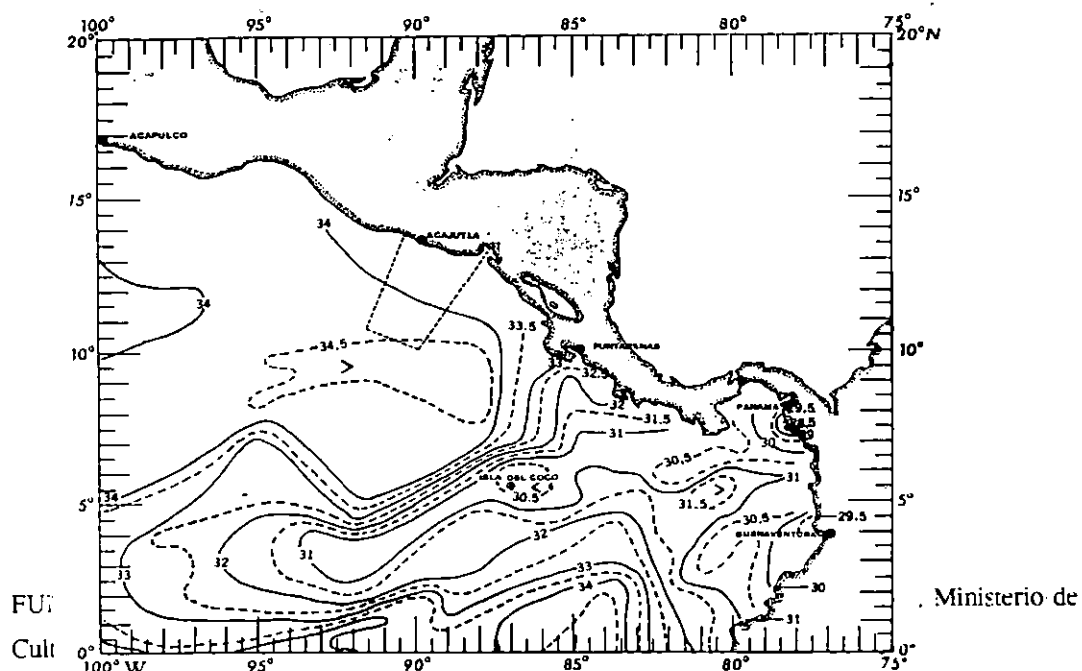 100° 95° 90° 85° 80° 75°
20° 20°N
ACAPULCO
15° 15°
34 ACAJUTLA
34
34.5 > 33.5
10° PUNTARENAS 10°
32.5
32 31.5
31
PANAMA 29.5
28.5
30
34 30.5
ISLA DEL COCO < 31
30.5 > 31.5
5° 5°
30.5 29.5
BUENAVENTURA
32 31 32
33 33
34
30
31
Ministerio de
0° 0°
100° W 95° 90° 85° 80° 75°